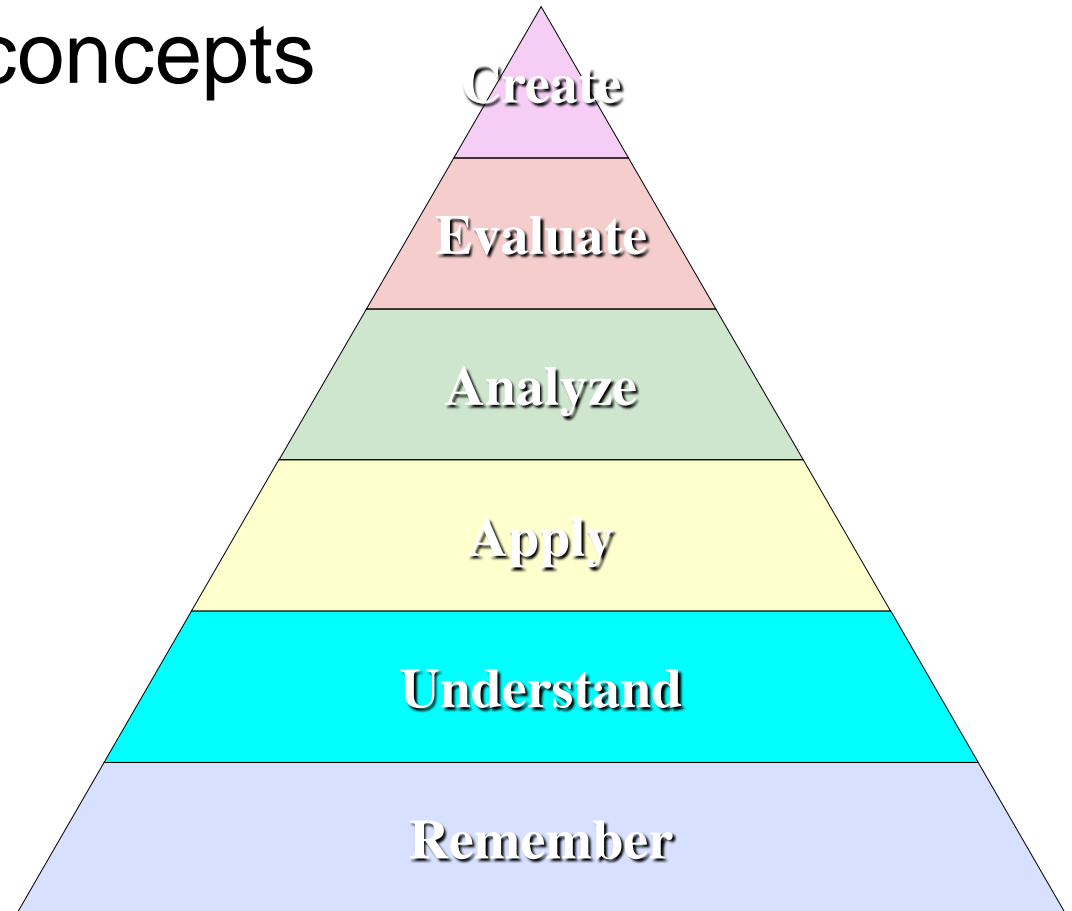 concepts
Create
Evaluate
Analyze
Apply
Understand
Remember